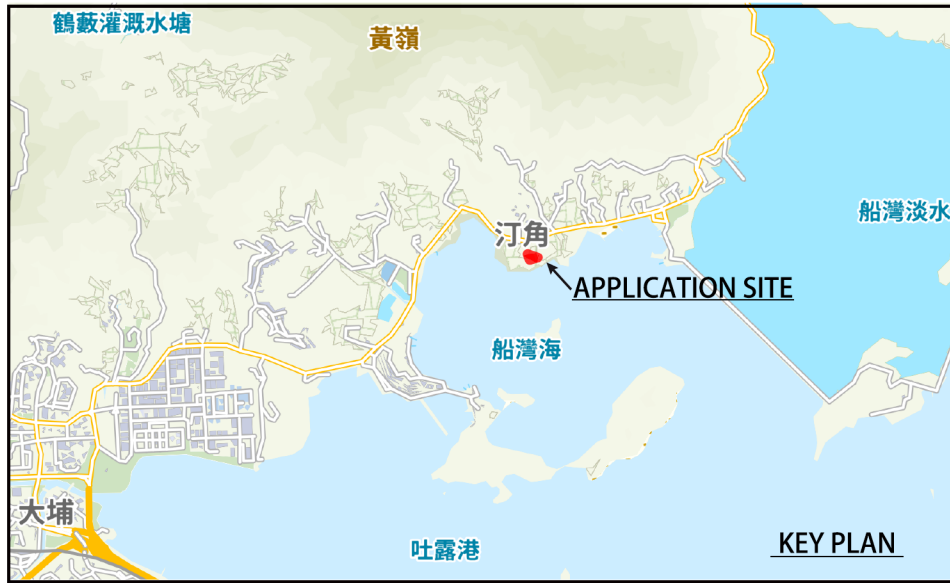 鶴藪灌溉水塘
黃嶺
船灣淡水
汀角
APPLICATION SITE
船灣海
大埔
吐露港
KEY PLAN